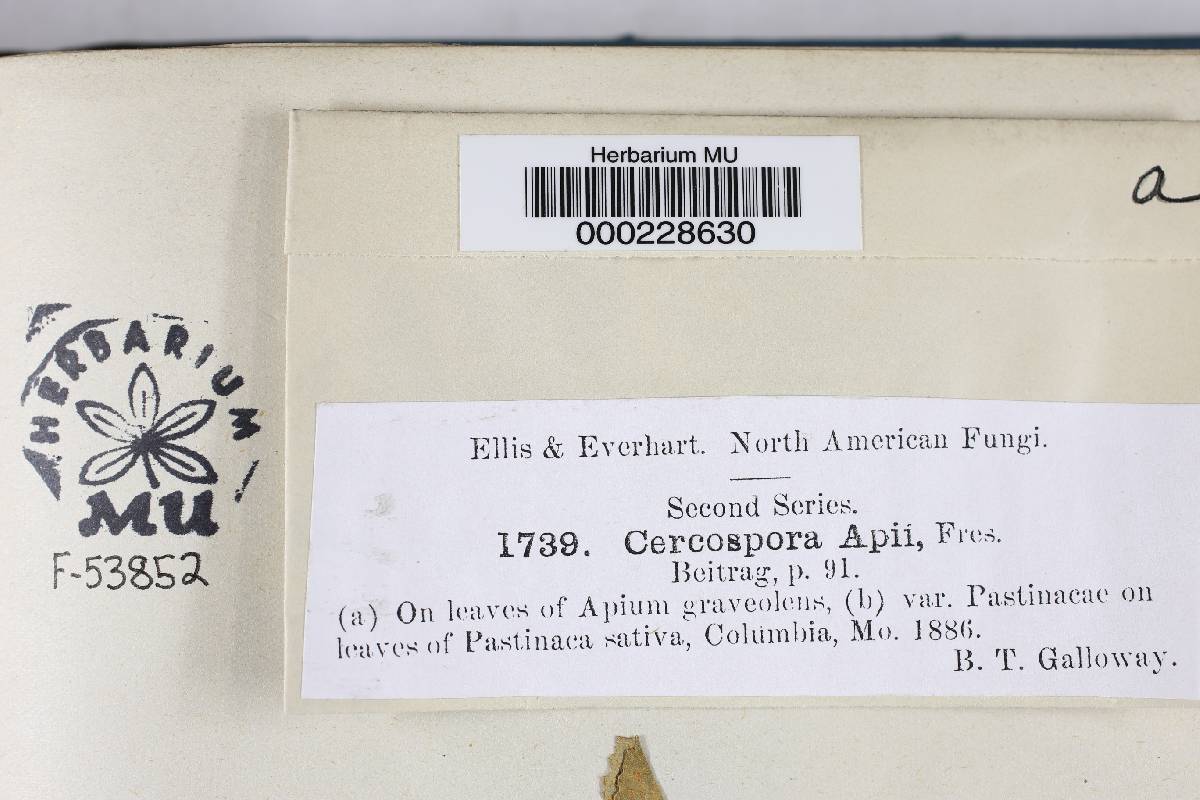 Herbarium MU
000228630
a
HERBARIUM
MU
F-53852
Ellis & Everhart. North American Fungi.
Second Series.
1739. Cercospora Apii, Fres.
Beitrag, p. 91.
(a) On leaves of Apium graveolens, (b) var. Pastinacae on
leaves of Pastinaca sativa, Columbia, Mo. 1886.
B. T. Galloway.